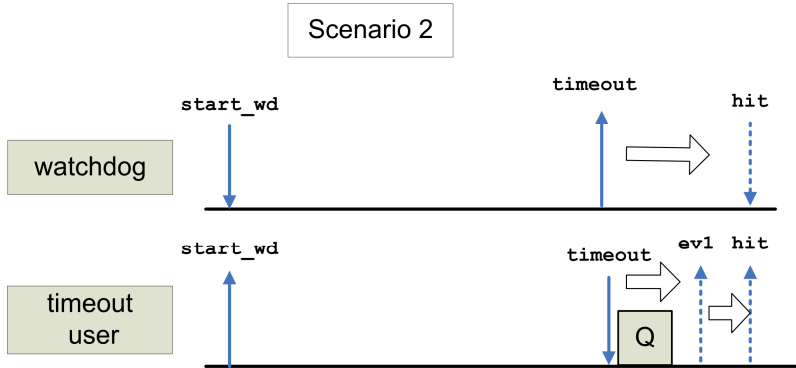 Scenario 2
timeout
start_wd
hit
watchdog
start_wd
timeout
ev1
hit
timeout
user
Q